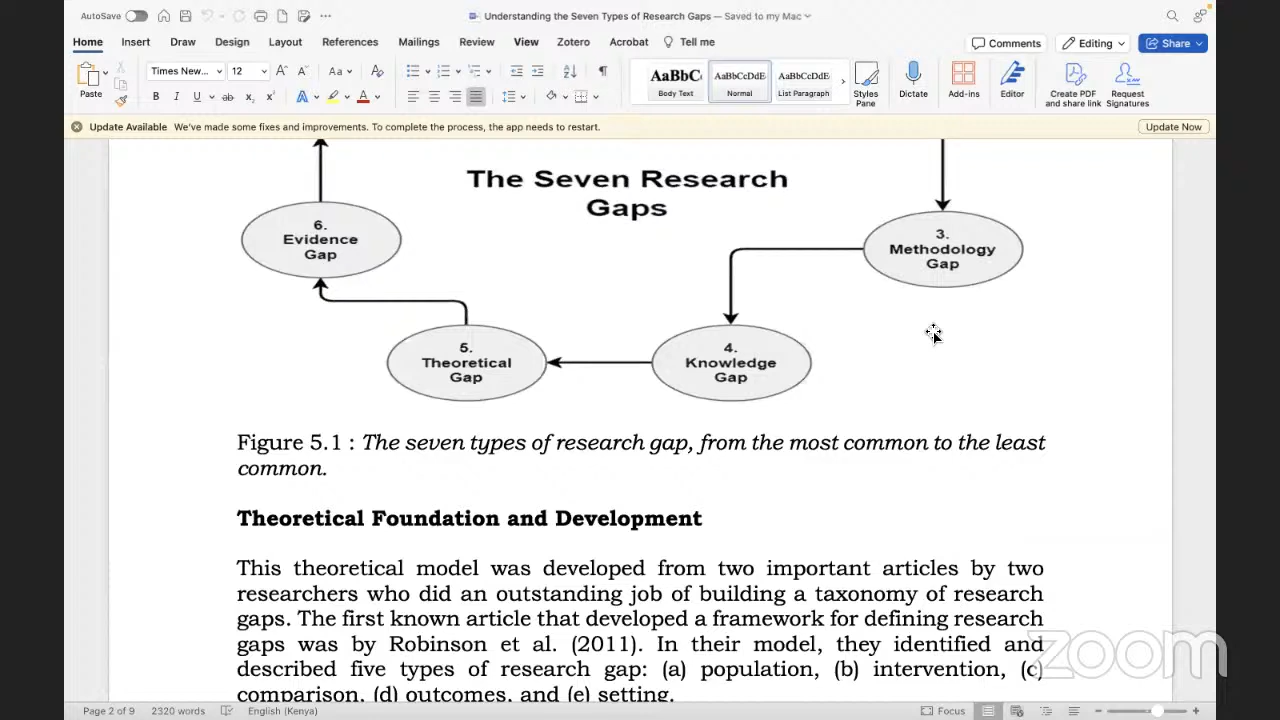 AutoSave
Understanding the Seven Types of Research Gaps — Saved to my Mac
Home Insert Draw Design Layout References Mailings Review View Zotero Acrobat Tell me
Comments Editing Share
Paste
Times New... 12
Aa
B I U ab x₂ x² A A
AaBbC AaBbCcDdE AaBbCcDdE
Body Text Normal List Paragraph
Styles
Pane
Dictate
Add-ins
Editor
Create PDF
and share link
Request
Signatures
Update Available We've made some fixes and improvements. To complete the process, the app needs to restart. Update Now
The Seven Research
Gaps
6.
Evidence
Gap
3.
Methodology
Gap
5.
Theoretical
Gap
4.
Knowledge
Gap
Figure 5.1 : The seven types of research gap, from the most common to the least
common.
Theoretical Foundation and Development
This theoretical model was developed from two important articles by two
researchers who did an outstanding job of building a taxonomy of research
gaps. The first known article that developed a framework for defining research
gaps was by Robinson et al. (2011). In their model, they identified and
described five types of research gap: (a) population, (b) intervention, (c)
comparison, (d) outcomes, and (e) setting.
zoom
Page 2 of 9 2320 words English (Kenya) Focus